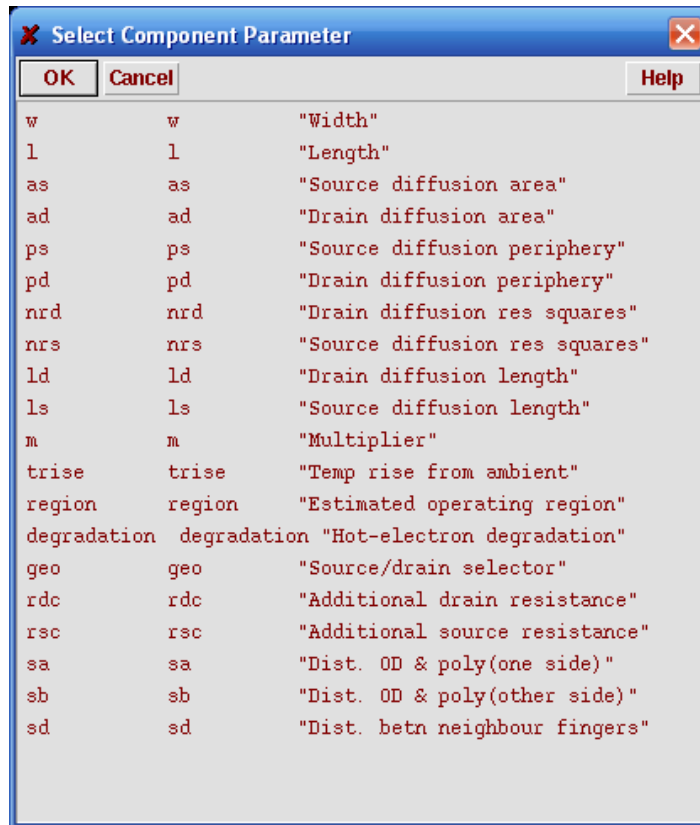 Select Component Parameter
OK Cancel Help
w w "Width"
l l "Length"
as as "Source diffusion area"
ad ad "Drain diffusion area"
ps ps "Source diffusion periphery"
pd pd "Drain diffusion periphery"
nrd nrd "Drain diffusion res squares"
nrs nrs "Source diffusion res squares"
ld ld "Drain diffusion length"
ls ls "Source diffusion length"
m m "Multiplier"
trise trise "Temp rise from ambient"
region region "Estimated operating region"
degradation degradation "Hot-electron degradation"
geo geo "Source/drain selector"
rdc rdc "Additional drain resistance"
rsc rsc "Additional source resistance"
sa sa "Dist. OD & poly(one side)"
sb sb "Dist. OD & poly(other side)"
sd sd "Dist. betn neighbour fingers"